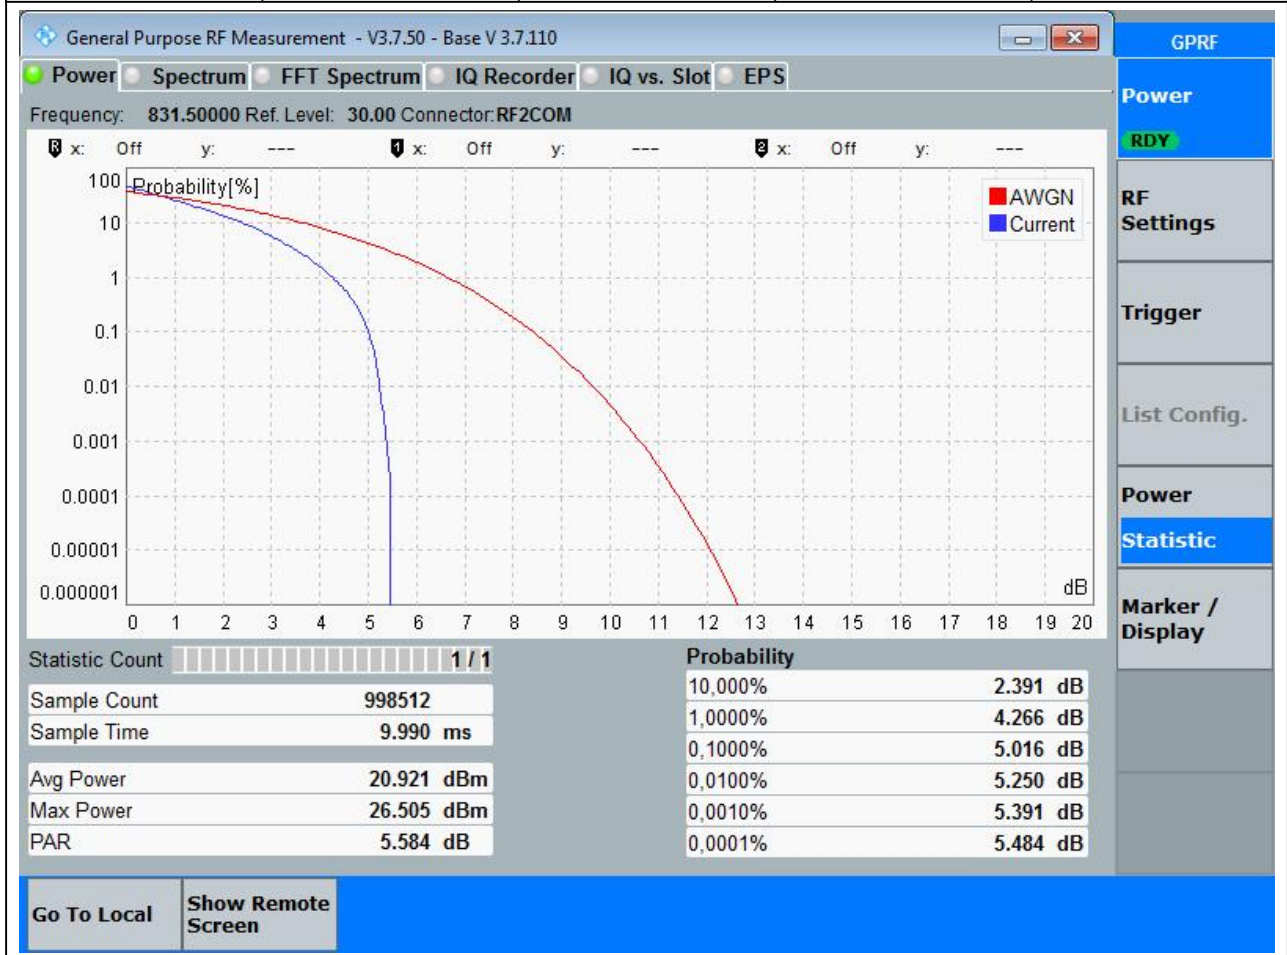 General Purpose RF Measurement - V3.7.50 - Base V 3.7.110
GPRF
Power Spectrum FFT Spectrum IQ Recorder IQ vs. Slot EPS
Frequency: 831.50000 Ref. Level: 30.00 Connector: RF2COM
R x: Off y: --- 1 x: Off y: --- 2 x: Off y: ---
100 Probability[%]
AWGN
Current
10
1
0.1
0.01
0.001
0.0001
0.00001
0.000001
dB
0 1 2 3 4 5 6 7 8 9 10 11 12 13 14 15 16 17 18 19 20
Statistic Count 1 / 1
Sample Count 998512
Sample Time 9.990 ms
Avg Power 20.921 dBm
Max Power 26.505 dBm
PAR 5.584 dB
Probability
10,000% 2.391 dB
1,0000% 4.266 dB
0,1000% 5.016 dB
0,0100% 5.250 dB
0,0010% 5.391 dB
0,0001% 5.484 dB
Power
RDY
RF
Settings
Trigger
List Config.
Power
Statistic
Marker /
Display
Go To Local
Show Remote
Screen